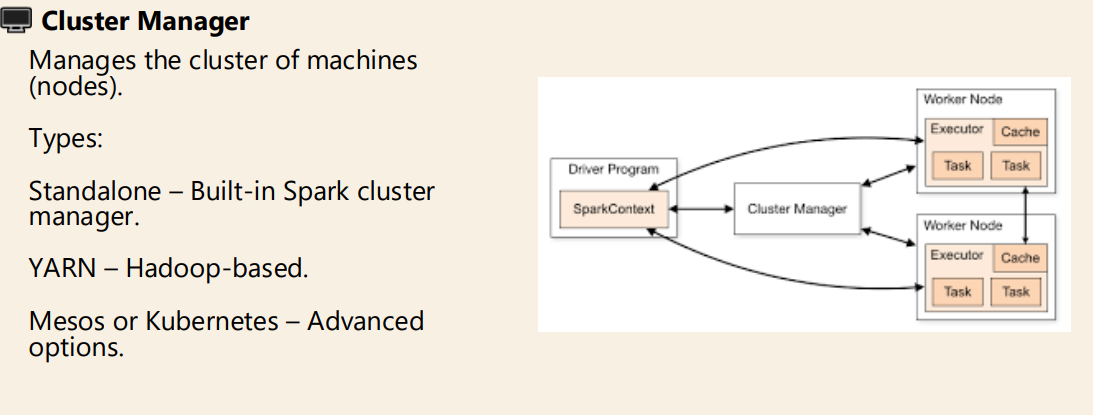 Cluster Manager
Manages the cluster of machines
(nodes).
Types:
Standalone – Built-in Spark cluster
manager.
YARN – Hadoop-based.
Mesos or Kubernetes – Advanced
options.
Driver Program
SparkContext
Cluster Manager
Worker Node
Executor
Cache
Task
Task
Worker Node
Executor
Cache
Task
Task